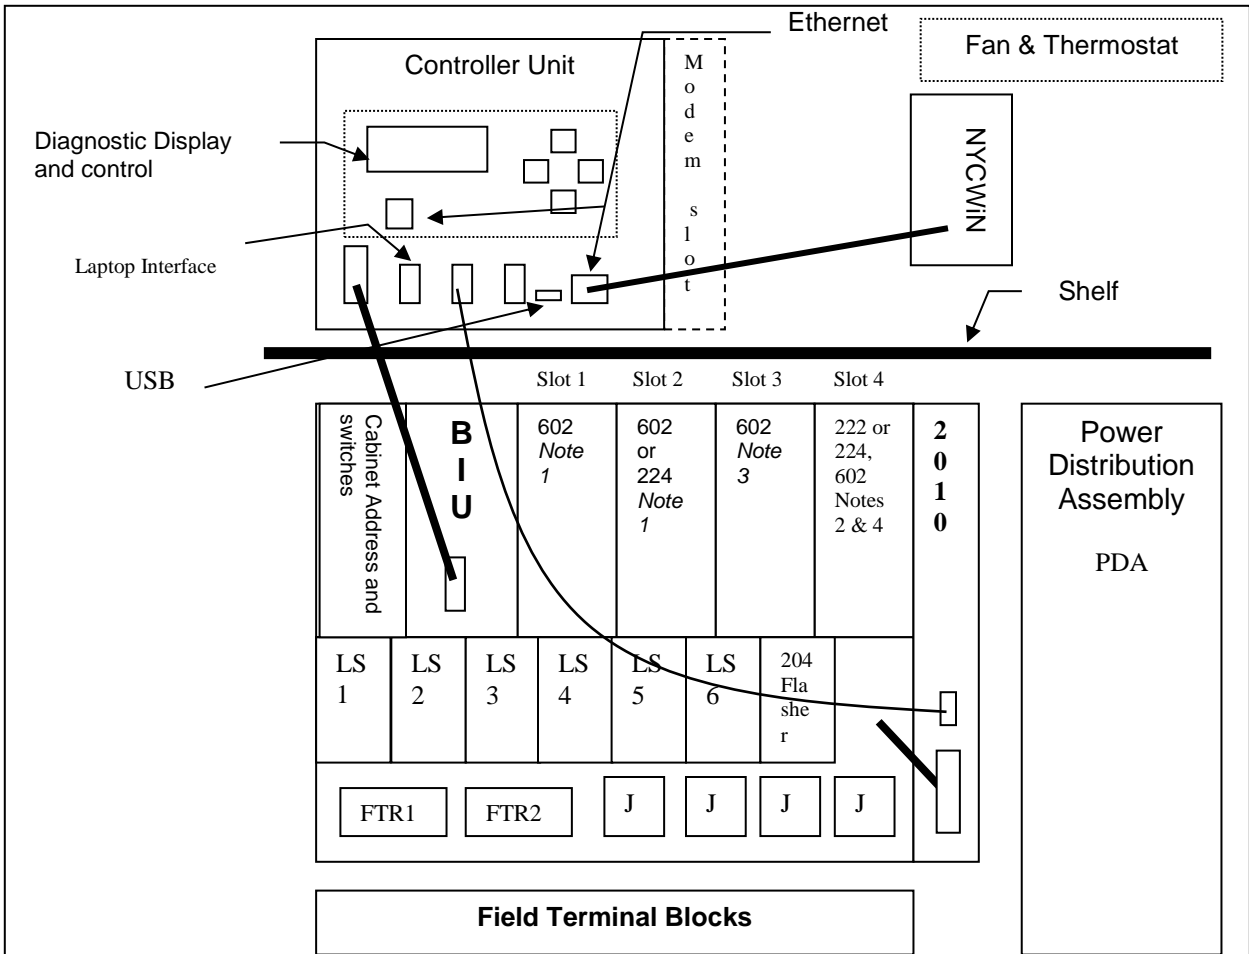 Ethernet
Fan & Thermostat
Controller Unit
Modem slot
NYCWiN
Diagnostic Display
and control
Laptop Interface
Shelf
USB
Slot 1
Slot 2
Slot 3
Slot 4
Cabinet Address and
switches
B
I
U
602
Note
1
602
or
224
Note
1
602
Note
3
222 or
224,
602
Notes
2 & 4
2
0
1
0
Power
Distribution
Assembly
PDA
LS
1
LS
2
LS
3
LS
4
LS
5
LS
6
204
Fla
she
r
FTR1
FTR2
J
J
J
J
Field Terminal Blocks